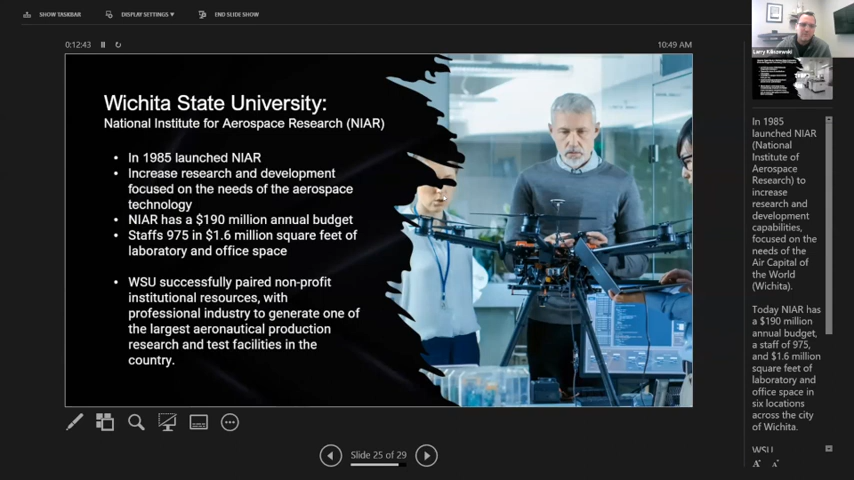 SHOW TASKBAR
DISPLAY SETTINGS ▾
END SLIDE SHOW
0:12:43
10:49 AM
Wichita State University:
National Institute for Aerospace Research (NIAR)
• In 1985 launched NIAR
• Increase research and development
focused on the needs of the aerospace
technology
• NIAR has a $190 million annual budget
• Staffs 975 in $1.6 million square feet of
laboratory and office space
• WSU successfully paired non-profit
institutional resources, with
professional industry to generate one of
the largest aeronautical production
research and test facilities in the
country.
Slide 25 of 29
In 1985
launched NIAR
(National
Institute of
Aerospace
Research) to
increase
research and
development
capabilities,
focused on the
needs of the
Air Capital of
the World
(Wichita).
Today NIAR has
a $190 million
annual budget,
a staff of 975,
and $1.6 million
square feet of
laboratory and
office space in
six locations
across the city
of Wichita.
WSU
A A